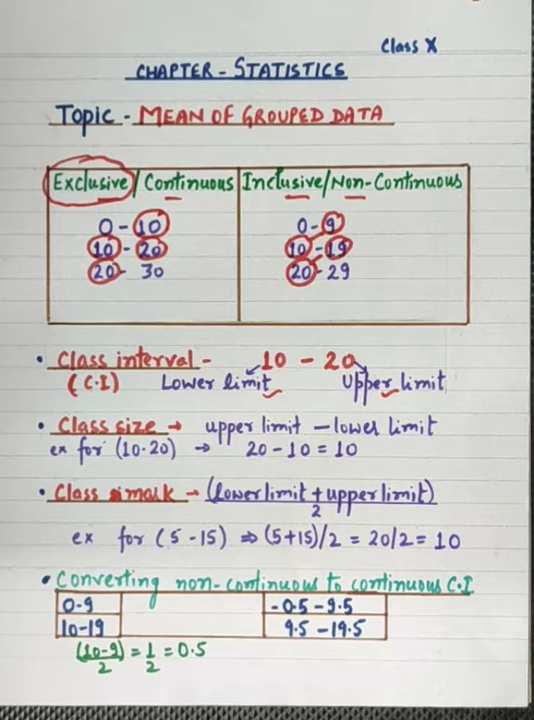 Class X
CHAPTER - STATISTICS
Topic - MEAN OF GROUPED DATA
Exclusive / Continuous Inclusive/Non-Continuous
0 - 10 0 - 9
10 - 20 10 - 19
20 - 30 20 - 29
• Class interval - 10 - 20
(C.I) Lower limit Upper limit
• Class size → upper limit - lower limit
ex for (10-20) → 20 - 10 = 10
• Class mark → (lower limit + upper limit)
2
ex for (5 - 15) ⇒ (5+15)/2 = 20/2 = 10
• Converting non-continuous to continuous C.I
0-9 -0.5 - 9.5
10-19 9.5 - 19.5
(10-9) = 1 = 0.5
2 2